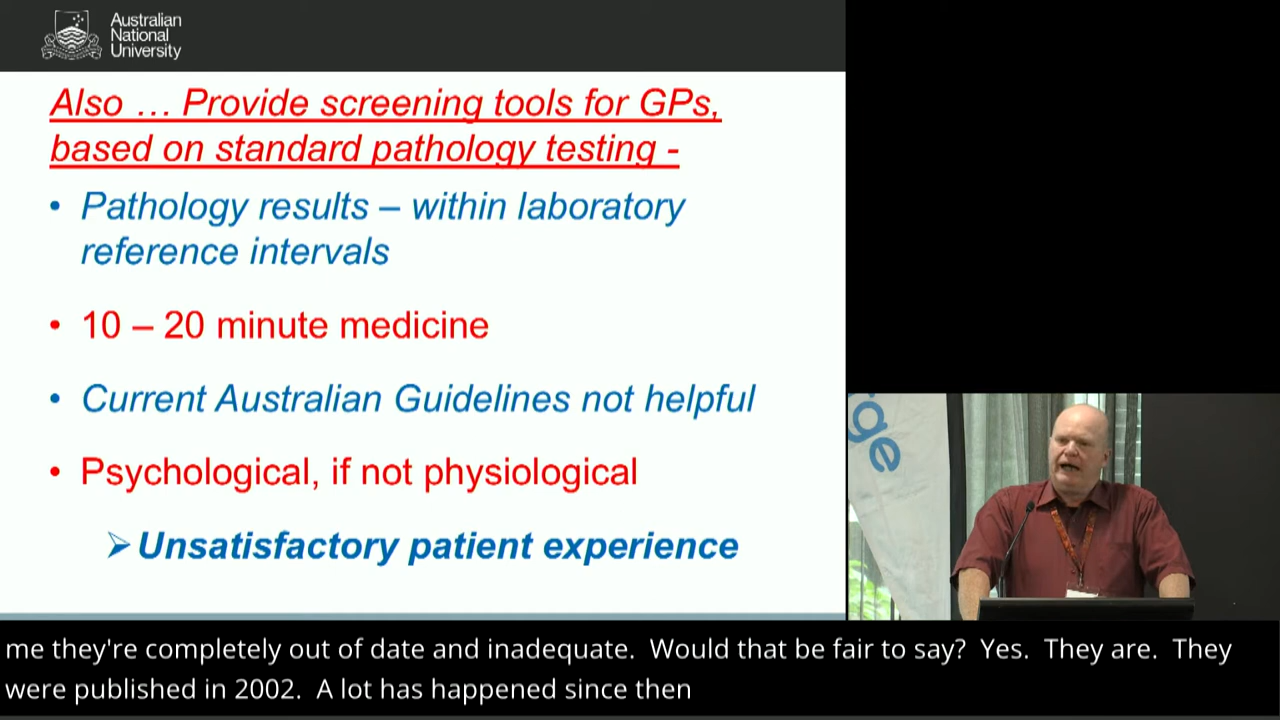 Australian
National
University
Also … Provide screening tools for GPs,
based on standard pathology testing -
• Pathology results – within laboratory
reference intervals
• 10 – 20 minute medicine
• Current Australian Guidelines not helpful
• Psychological, if not physiological
➢ Unsatisfactory patient experience
rge
me they're completely out of date and inadequate.  Would that be fair to say?  Yes.  They are.  They
were published in 2002.  A lot has happened since then